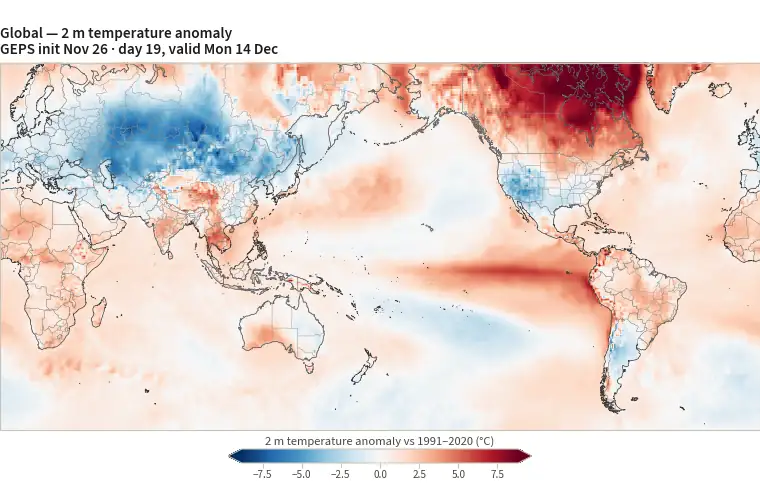 Global — 2 m temperature anomaly
GEPS init Nov 26 · day 19, valid Mon 14 Dec
2 m temperature anomaly vs 1991–2020 (°C)
−7.5 −5.0 −2.5 0.0 2.5 5.0 7.5